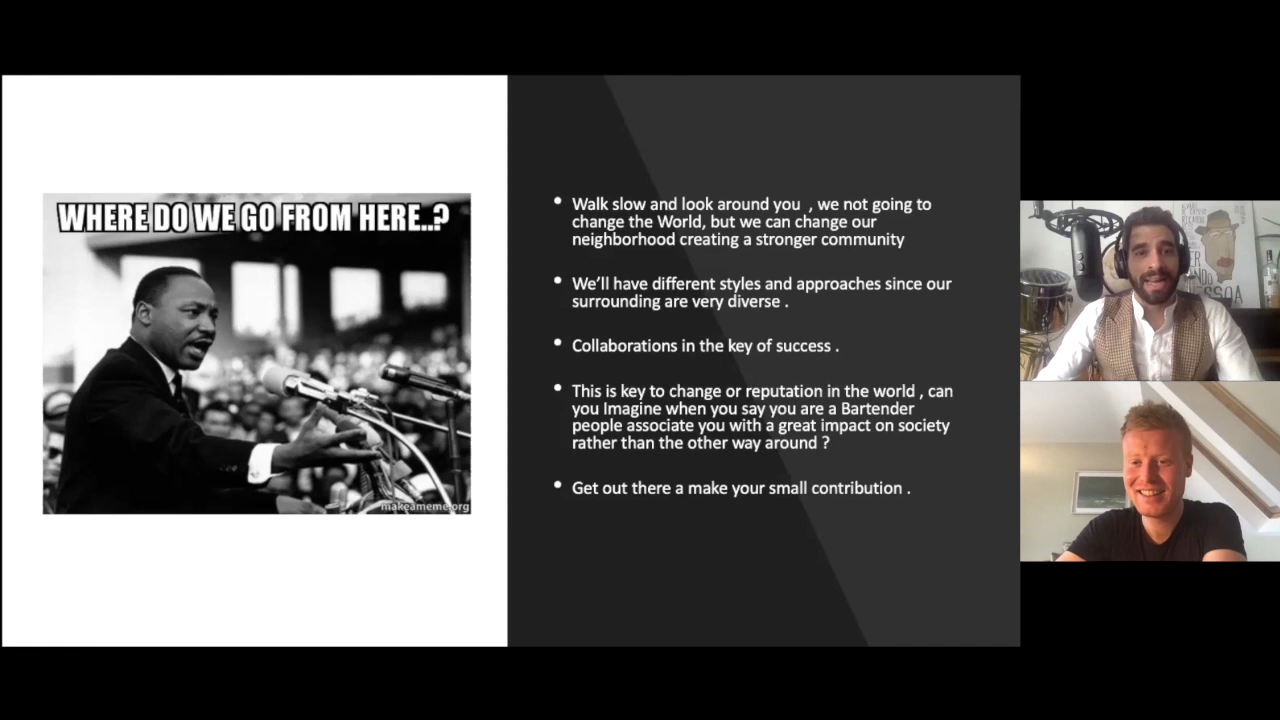 WHERE DO WE GO FROM HERE..?
makeameme.org
• Walk slow and look around you , we not going to
change the World, but we can change our
neighborhood creating a stronger community
• We'll have different styles and approaches since our
surrounding are very diverse .
• Collaborations in the key of success .
• This is key to change or reputation in the world , can
you Imagine when you say you are a Bartender
people associate you with a great impact on society
rather than the other way around ?
• Get out there a make your small contribution .